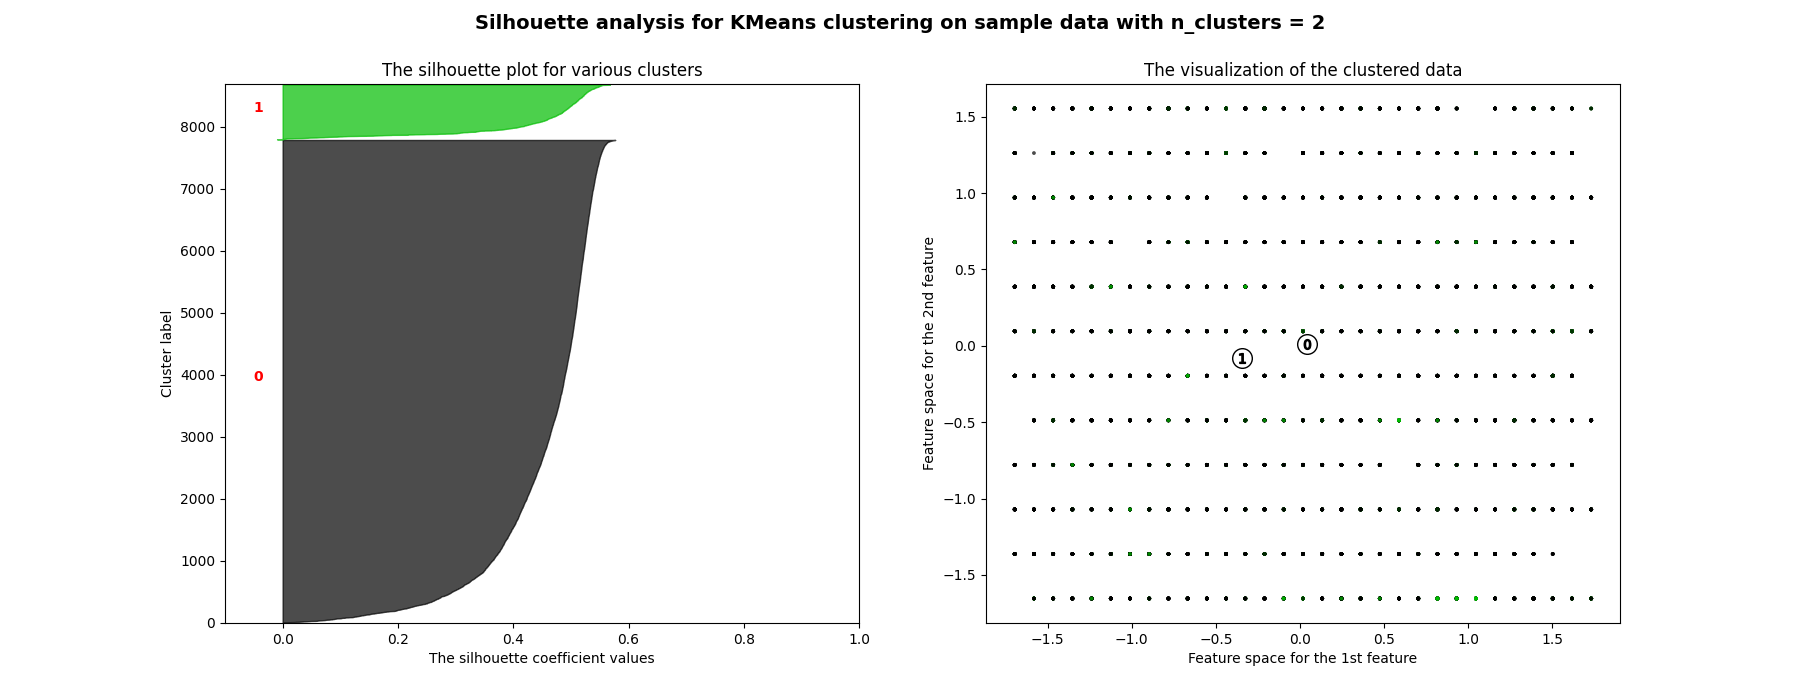 Silhouette analysis for KMeans clustering on sample data with n_clusters = 2
The silhouette plot for various clusters
1
0
Cluster label
8000
7000
6000
5000
4000
3000
2000
1000
0
0.0 0.2 0.4 0.6 0.8 1.0
The silhouette coefficient values
The visualization of the clustered data
Feature space for the 2nd feature
1.5
1.0
0.5
0.0
−0.5
−1.0
−1.5
0
1
−1.5 −1.0 −0.5 0.0 0.5 1.0 1.5
Feature space for the 1st feature